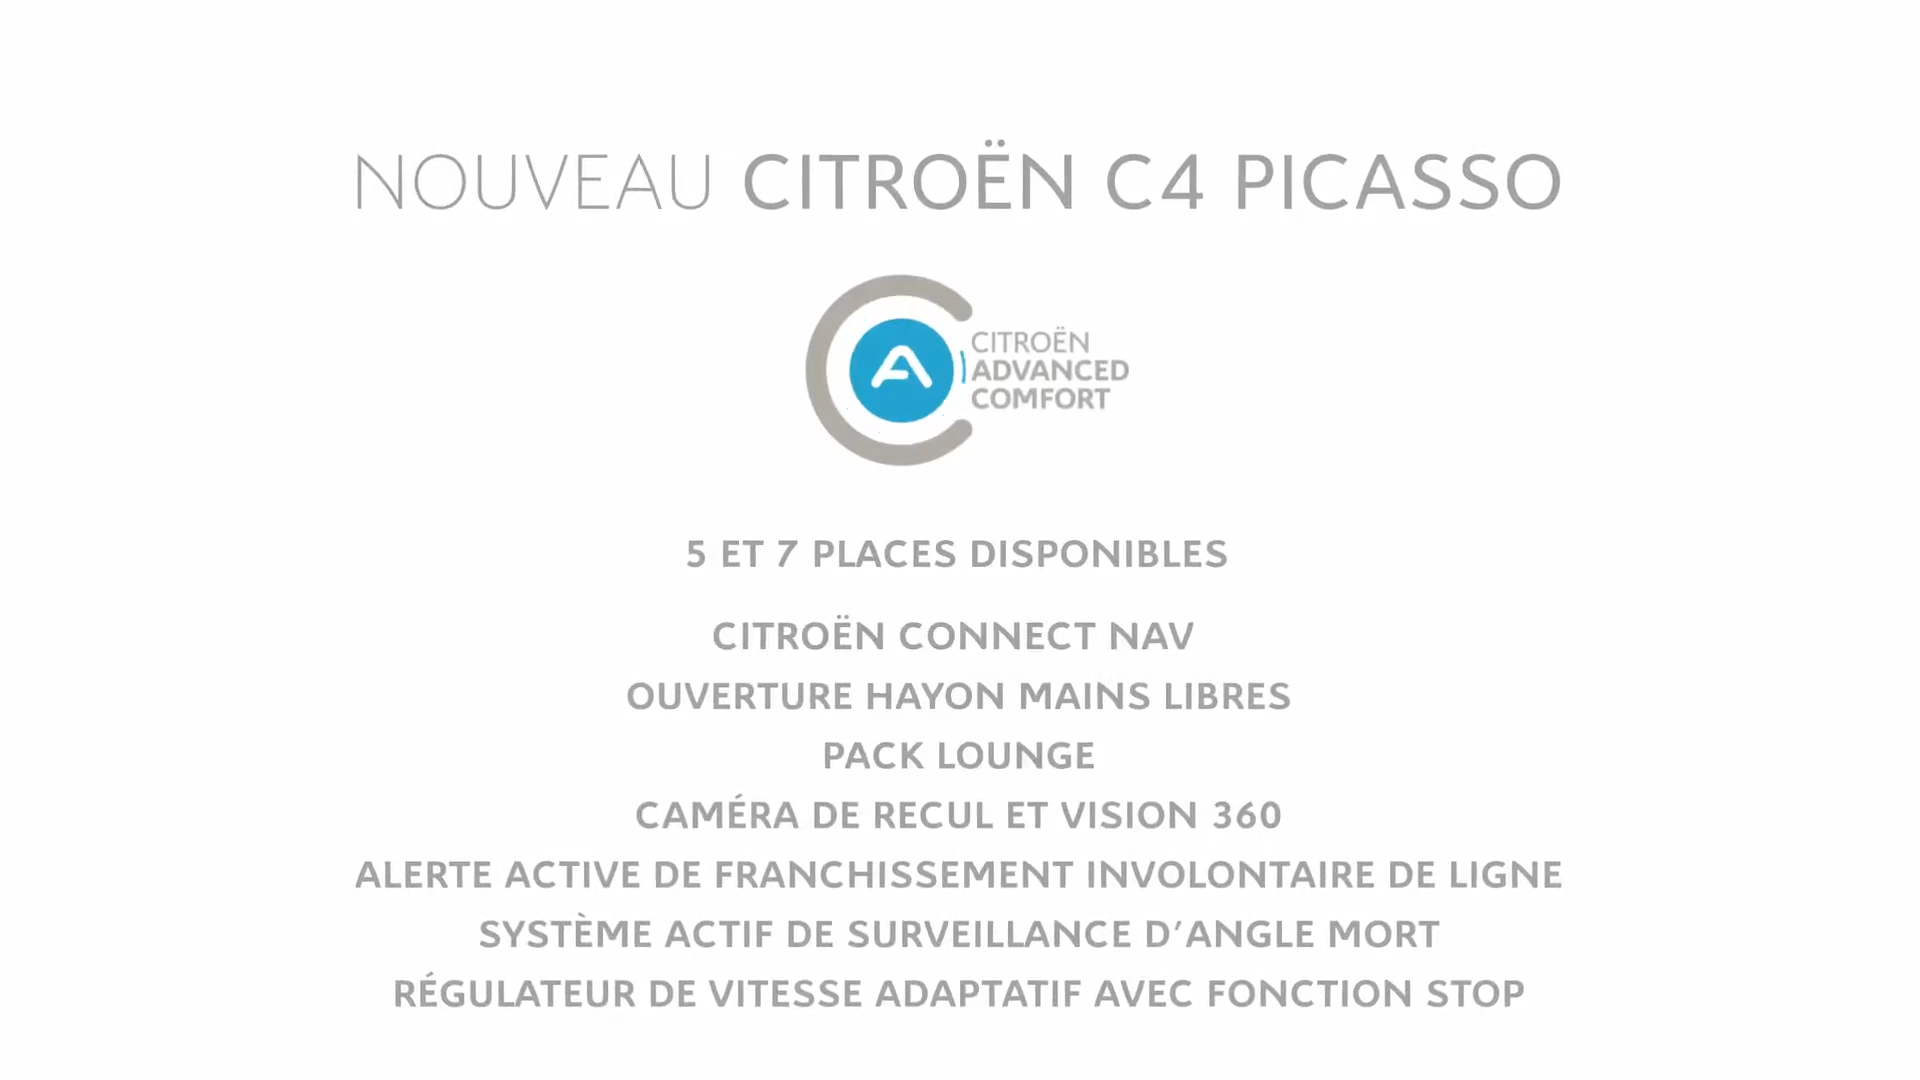 NOUVEAU CITROËN C4 PICASSO
CITROËN
ADVANCED
COMFORT
5 ET 7 PLACES DISPONIBLES
CITROËN CONNECT NAV
OUVERTURE HAYON MAINS LIBRES
PACK LOUNGE
CAMÉRA DE RECUL ET VISION 360
ALERTE ACTIVE DE FRANCHISSEMENT INVOLONTAIRE DE LIGNE
SYSTÈME ACTIF DE SURVEILLANCE D'ANGLE MORT
RÉGULATEUR DE VITESSE ADAPTATIF AVEC FONCTION STOP